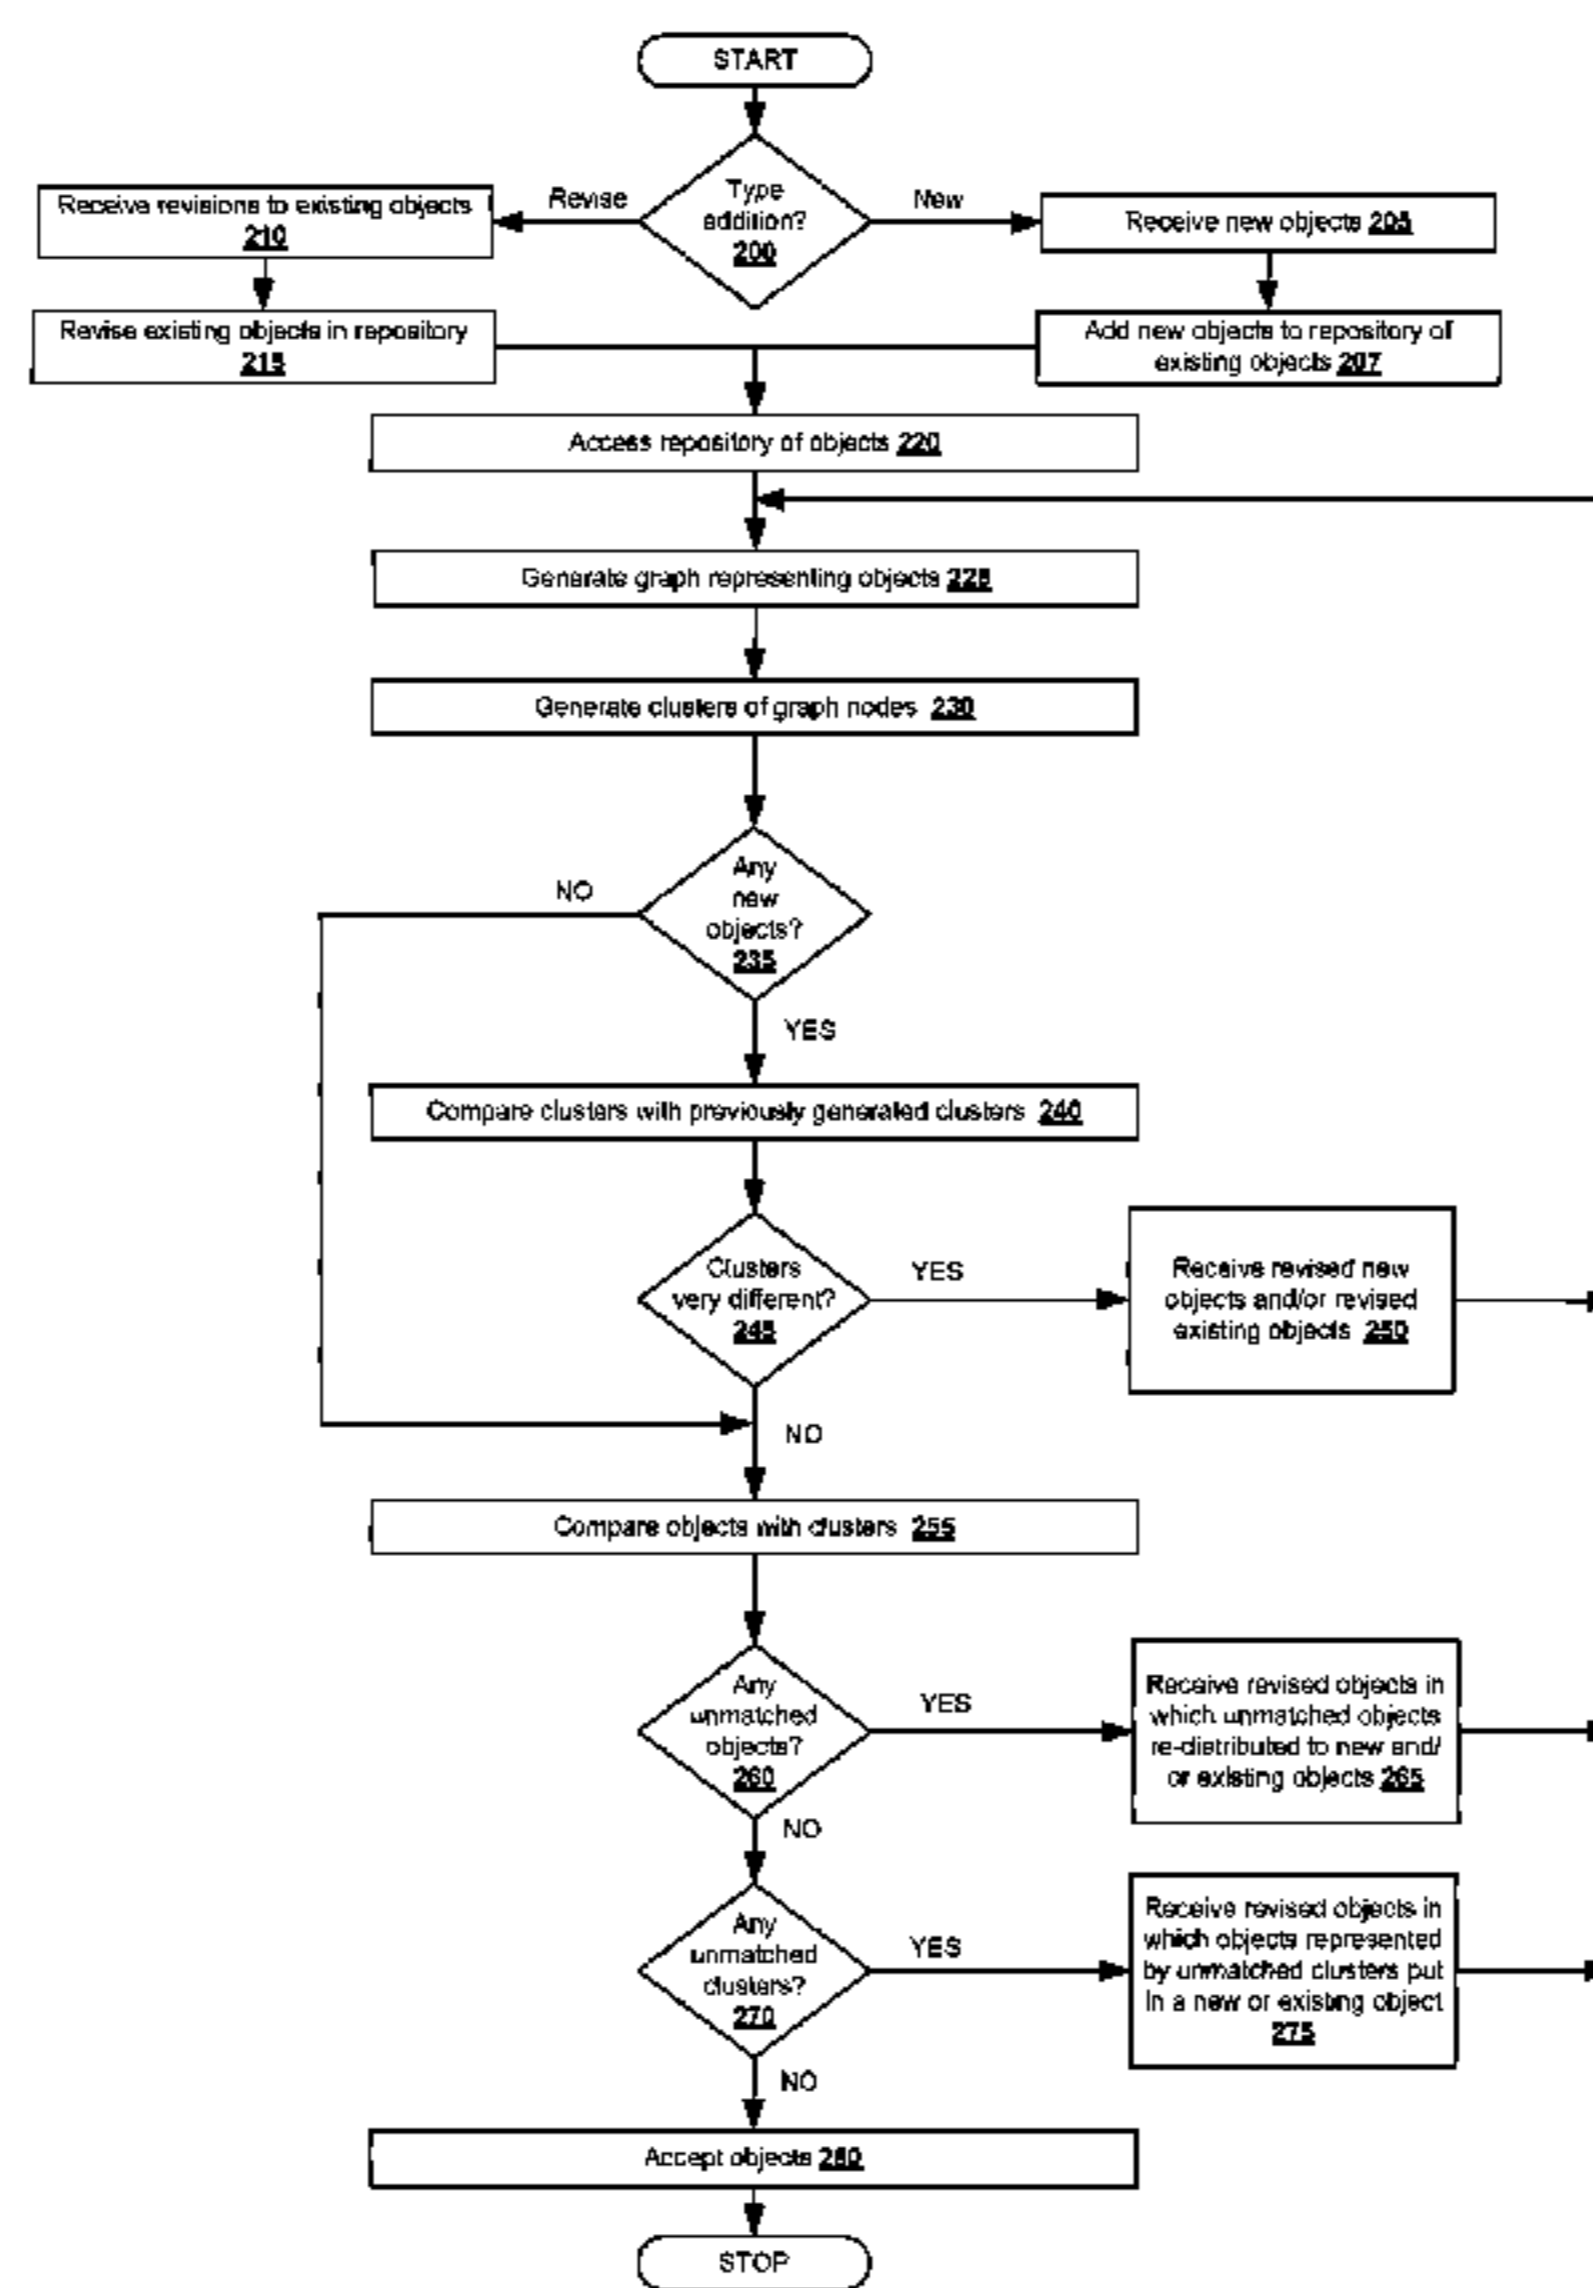 START
Type
addition?
200
Revise
New
Receive revisions to existing objects
210
Receive new objects 205
Revise existing objects in repository
215
Add new objects to repository of
existing objects 207
Access repository of objects 220
Generate graph representing objects 225
Generate clusters of graph nodes 230
Any
new
objects?
235
NO
YES
Compare clusters with previously generated clusters 240
Clusters
very different?
245
YES
Receive revised new
objects and/or revised
existing objects 250
NO
Compare objects with clusters 255
Any
unmatched
objects?
260
YES
Receive revised objects in
which unmatched objects
re-distributed to new and/
or existing objects 265
NO
Any
unmatched
clusters?
270
YES
Receive revised objects in
which objects represented
by unmatched clusters put
in a new or existing object
275
NO
Accept objects 280
STOP